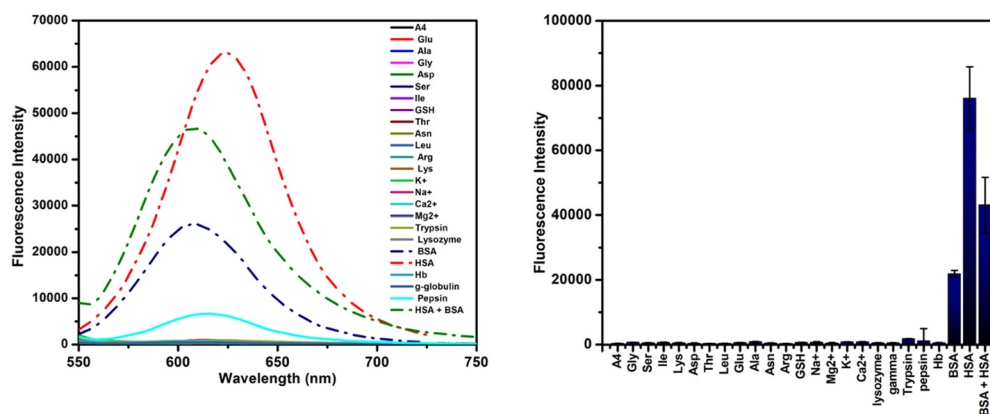 70000
60000
50000
40000
30000
20000
10000
0
Fluorescence Intensity
550
600
650
700
750
Wavelength (nm)
A4
Glu
Ala
Gly
Asp
Ser
Ile
GSH
Thr
Asn
Leu
Arg
Lys
K+
Na+
Ca2+
Mg2+
Trypsin
Lysozyme
BSA
HSA
Hb
g-globulin
Pepsin
HSA + BSA
100000
80000
60000
40000
20000
0
Fluorescence Intensity
A4
Gly
Ser
Ile
Lys
Asp
Thr
Leu
Glu
Ala
Asn
Arg
GSH
Na+
Mg2+
K+
Ca2+
lysozyme
gamma
Trypsin
pepsin
Hb
BSA
HSA
BSA + HSA